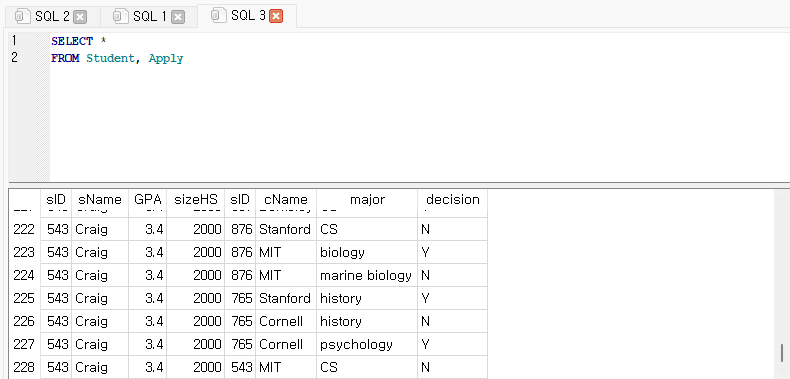 SQL 2 SQL 1 SQL 3
1 SELECT *
2 FROM Student, Apply
sID sName GPA sizeHS sID cName major decision
222 543 Craig 3.4 2000 876 Stanford CS N
223 543 Craig 3.4 2000 876 MIT biology Y
224 543 Craig 3.4 2000 876 MIT marine biology N
225 543 Craig 3.4 2000 765 Stanford history Y
226 543 Craig 3.4 2000 765 Cornell history N
227 543 Craig 3.4 2000 765 Cornell psychology Y
228 543 Craig 3.4 2000 543 MIT CS N